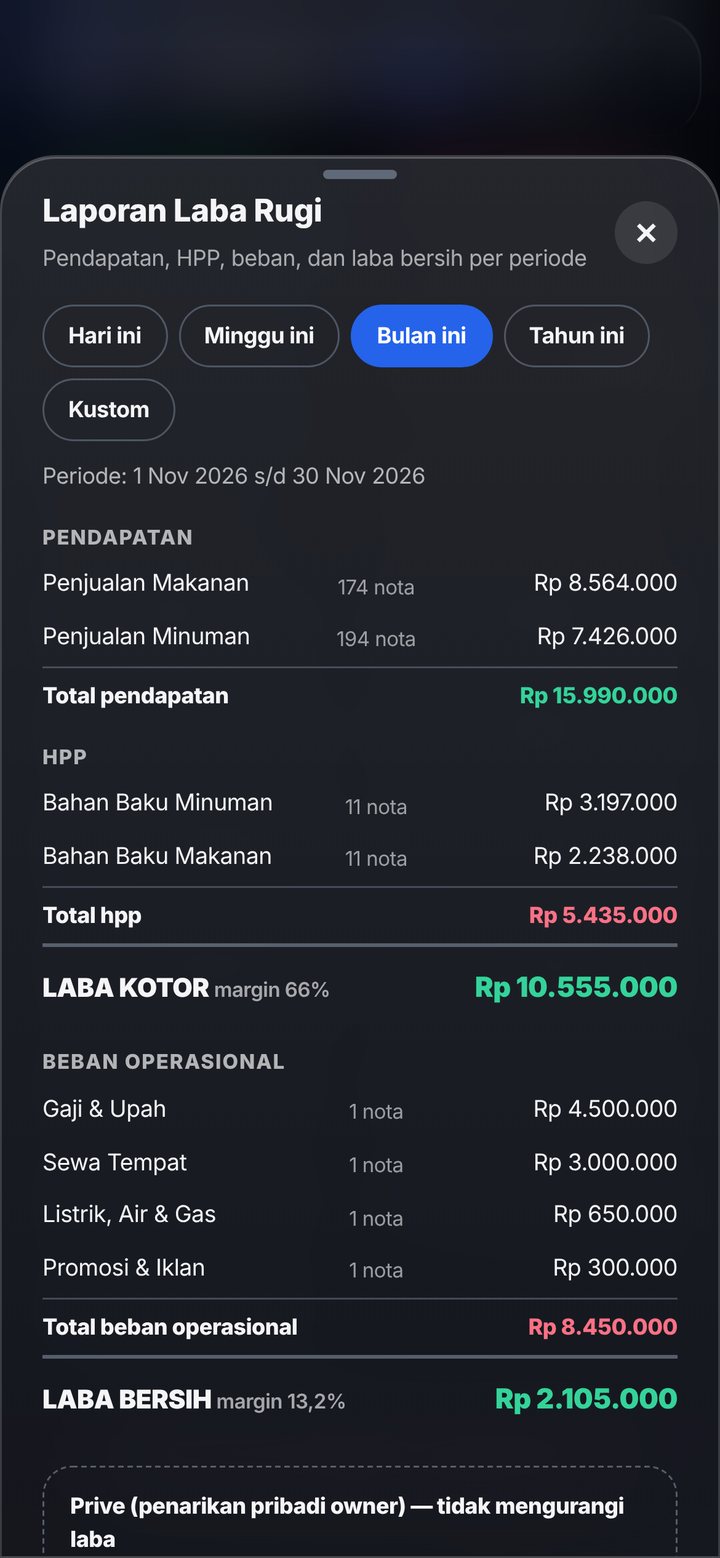 Laporan Laba Rugi
Pendapatan, HPP, beban, dan laba bersih per periode
Hari ini Minggu ini Bulan ini Tahun ini
Kustom
Periode: 1 Nov 2026 s/d 30 Nov 2026
PENDAPATAN
Penjualan Makanan 174 nota Rp 8.564.000
Penjualan Minuman 194 nota Rp 7.426.000
Total pendapatan Rp 15.990.000
HPP
Bahan Baku Minuman 11 nota Rp 3.197.000
Bahan Baku Makanan 11 nota Rp 2.238.000
Total hpp Rp 5.435.000
LABA KOTOR margin 66% Rp 10.555.000
BEBAN OPERASIONAL
Gaji & Upah 1 nota Rp 4.500.000
Sewa Tempat 1 nota Rp 3.000.000
Listrik, Air & Gas 1 nota Rp 650.000
Promosi & Iklan 1 nota Rp 300.000
Total beban operasional Rp 8.450.000
LABA BERSIH margin 13,2% Rp 2.105.000
Prive (penarikan pribadi owner) — tidak mengurangi
laba